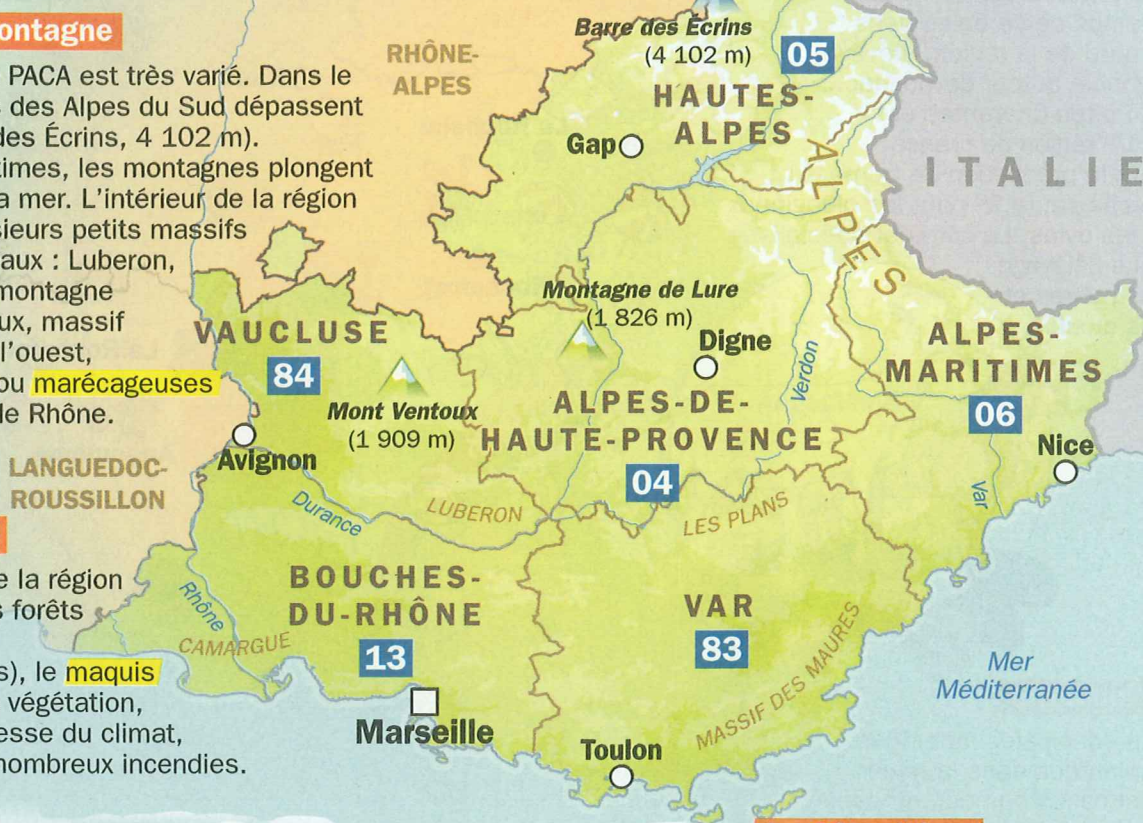 ontagne
PACA est très varié. Dans le
des Alpes du Sud dépassent
des Écrins, 4 102 m).
times, les montagnes plongent
a mer. L'intérieur de la région
sieurs petits massifs
aux : Luberon,
montagne
ux, massif
l'ouest,
ou marécageuses
le Rhône.
e la région
s forêts
s), le maquis
végétation,
esse du climat,
nombreux incendies.
RHÔNE-
ALPES
Barre des Écrins
(4 102 m)
05
HAUTES-
ALPES
Gap
ALPES
ITALIE
Montagne de Lure
(1 826 m)
Digne
Verdon
VAUCLUSE
84
Mont Ventoux
(1 909 m)
ALPES-DE-
HAUTE-PROVENCE
04
ALPES-
MARITIMES
06
Nice
Var
Avignon
LANGUEDOC-
ROUSSILLON
Durance
LUBERON
LES PLANS
BOUCHES-
DU-RHÔNE
13
Rhône
CAMARGUE
Marseille
VAR
83
MASSIF DES MAURES
Toulon
Mer
Méditerranée